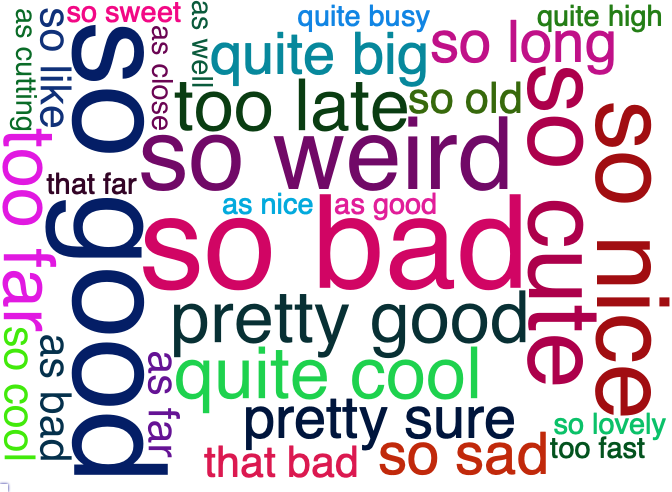 so sweet
quite busy
quite high
as cutting
so like
so good
as close
as well
quite big
so long
too late
so old
so cute
so nice
so weird
too far
that far
as nice
as good
so bad
pretty good
so cool
as bad
as far
quite cool
pretty sure
so lovely
too fast
that bad
so sad